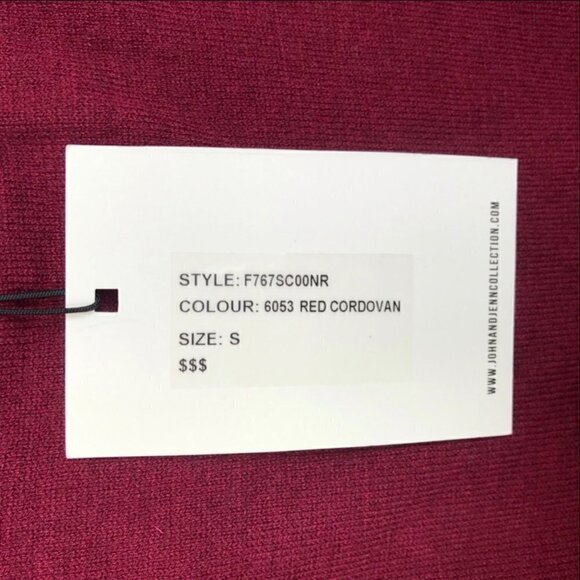 STYLE: F767SC00NR
COLOUR: 6053 RED CORDOVAN
SIZE: S
$$$
WWW.JOHNANDJENNCOLLECTION.COM